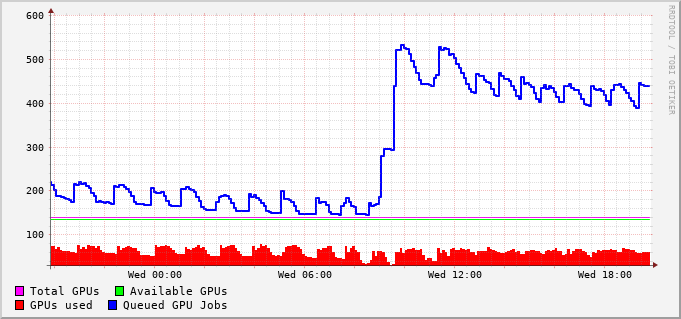 RRDTOOL / TOBI OETIKER
600
500
400
300
200
100
Wed 00:00 Wed 06:00 Wed 12:00 Wed 18:00
Total GPUs Available GPUs
GPUs used Queued GPU Jobs